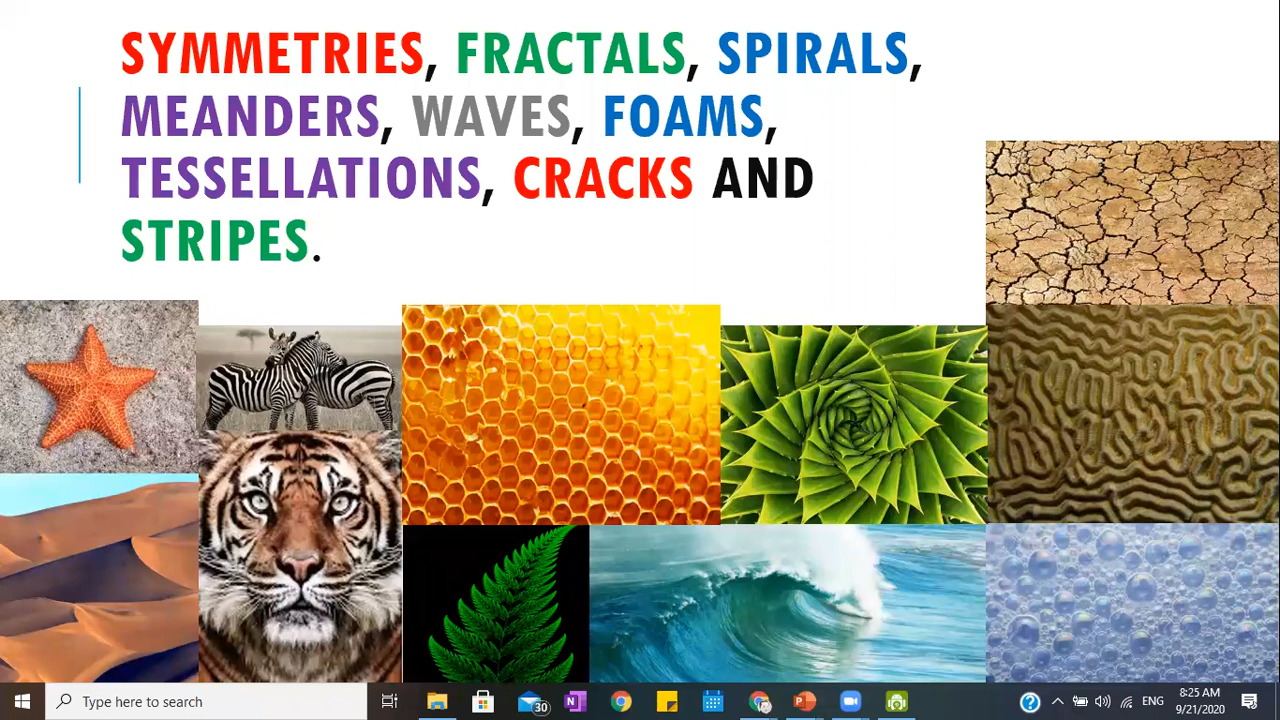 SYMMETRIES, FRACTALS, SPIRALS,
MEANDERS, WAVES, FOAMS,
TESSELLATIONS, CRACKS AND
STRIPES.
Type here to search
30
ENG
8:25 AM
9/21/2020